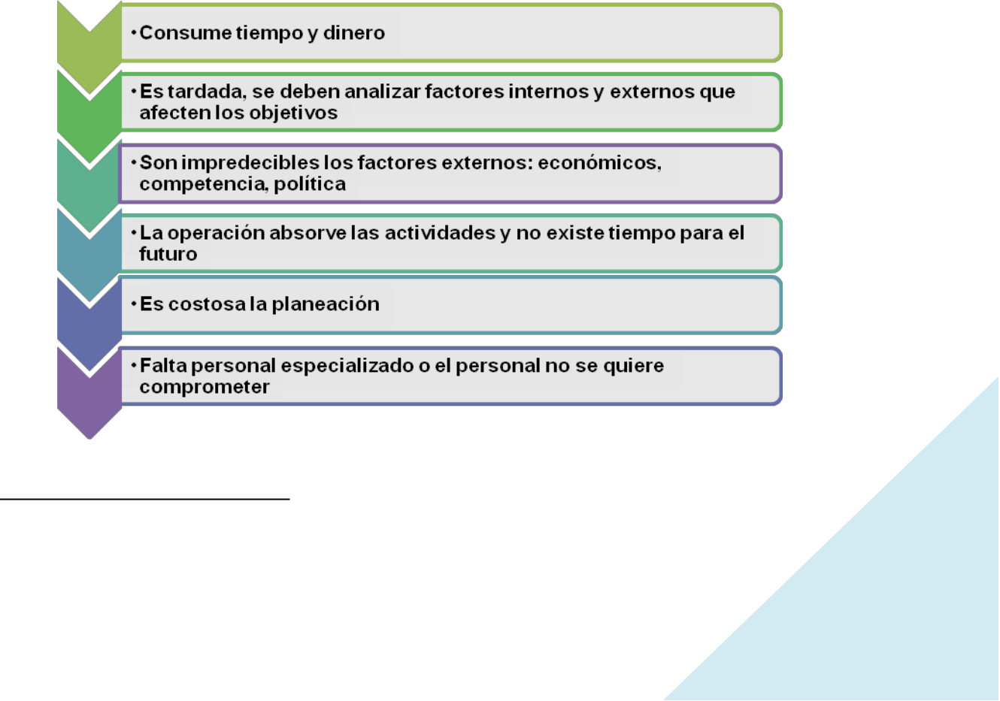 •Consume tiempo y dinero
•Es tardada, se deben analizar factores internos y externos que
afecten los objetivos
•Son impredecibles los factores externos: económicos,
competencia, política
•La operación absorve las actividades y no existe tiempo para el
futuro
•Es costosa la planeación
•Falta personal especializado o el personal no se quiere
comprometer